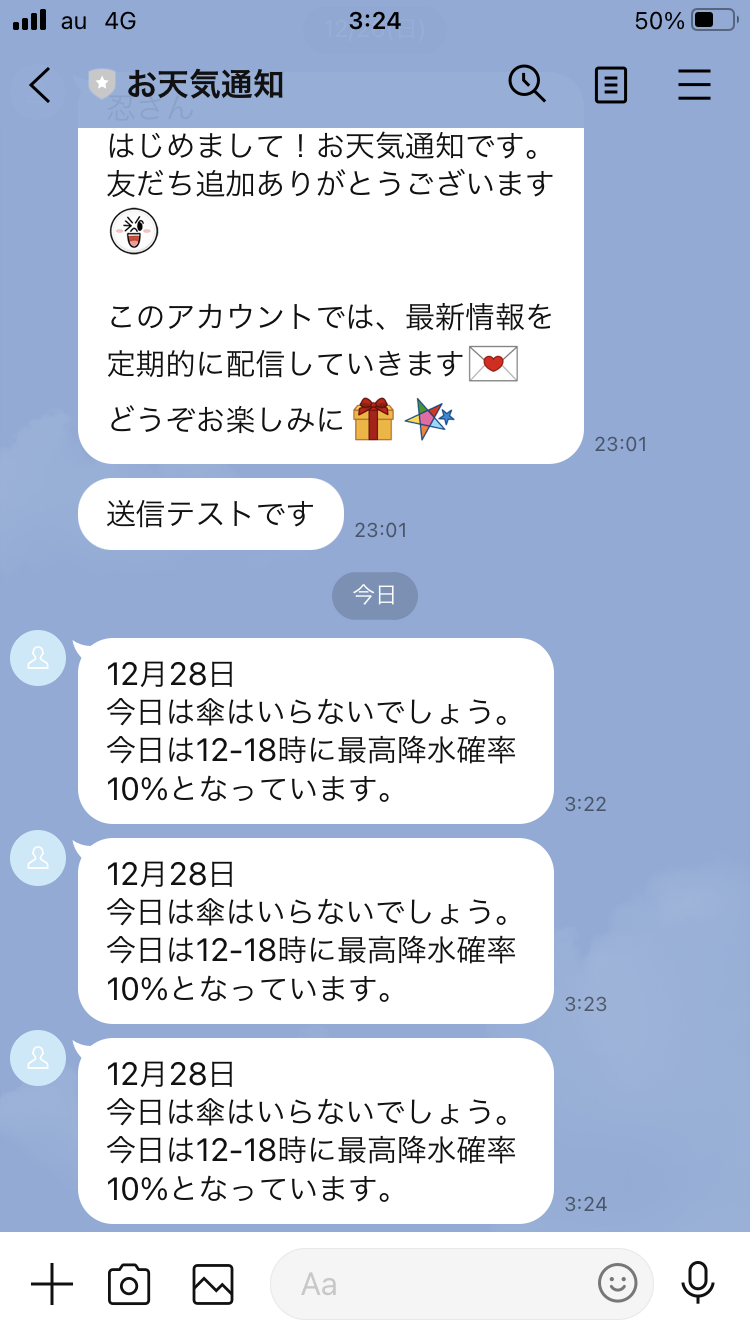 au 4G 3:24 50%
12/26(日)
お天気通知
忍さん
はじめまして！お天気通知です。
友だち追加ありがとうございます
このアカウントでは、最新情報を
定期的に配信していきます
どうぞお楽しみに
23:01
送信テストです
23:01
今日
12月28日
今日は傘はいらないでしょう。
今日は12-18時に最高降水確率
10%となっています。
3:22
12月28日
今日は傘はいらないでしょう。
今日は12-18時に最高降水確率
10%となっています。
3:23
12月28日
今日は傘はいらないでしょう。
今日は12-18時に最高降水確率
10%となっています。
3:24
Aa